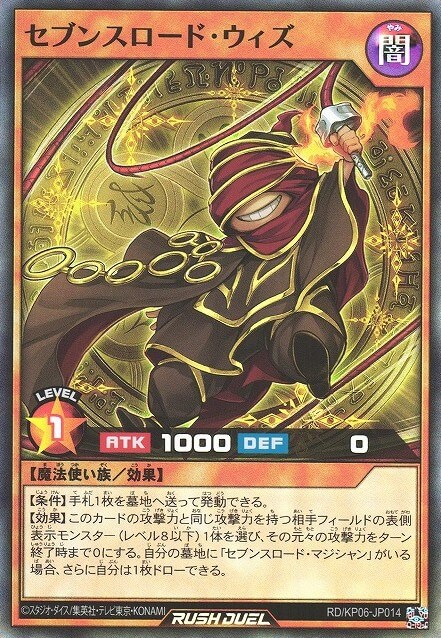 セブンスロード・ウィズ
やみ
闇
LEVEL
1
ATK 1000 DEF 0
【魔法使い族／効果】
【条件】手札1枚を墓地へ送って発動できる。
【効果】このカードの攻撃力と同じ攻撃力を持つ相手フィールドの表側
表示モンスター（レベル８以下）1体を選び、その元々の攻撃力をターン
終了時まで0にする。自分の墓地に「セブンスロード・マジシャン」がいる
場合、さらに自分は1枚ドローできる。
©スタジオ・ダイス/集英社・テレビ東京・KONAMI
RUSH DUEL
RD/KP06-JP014